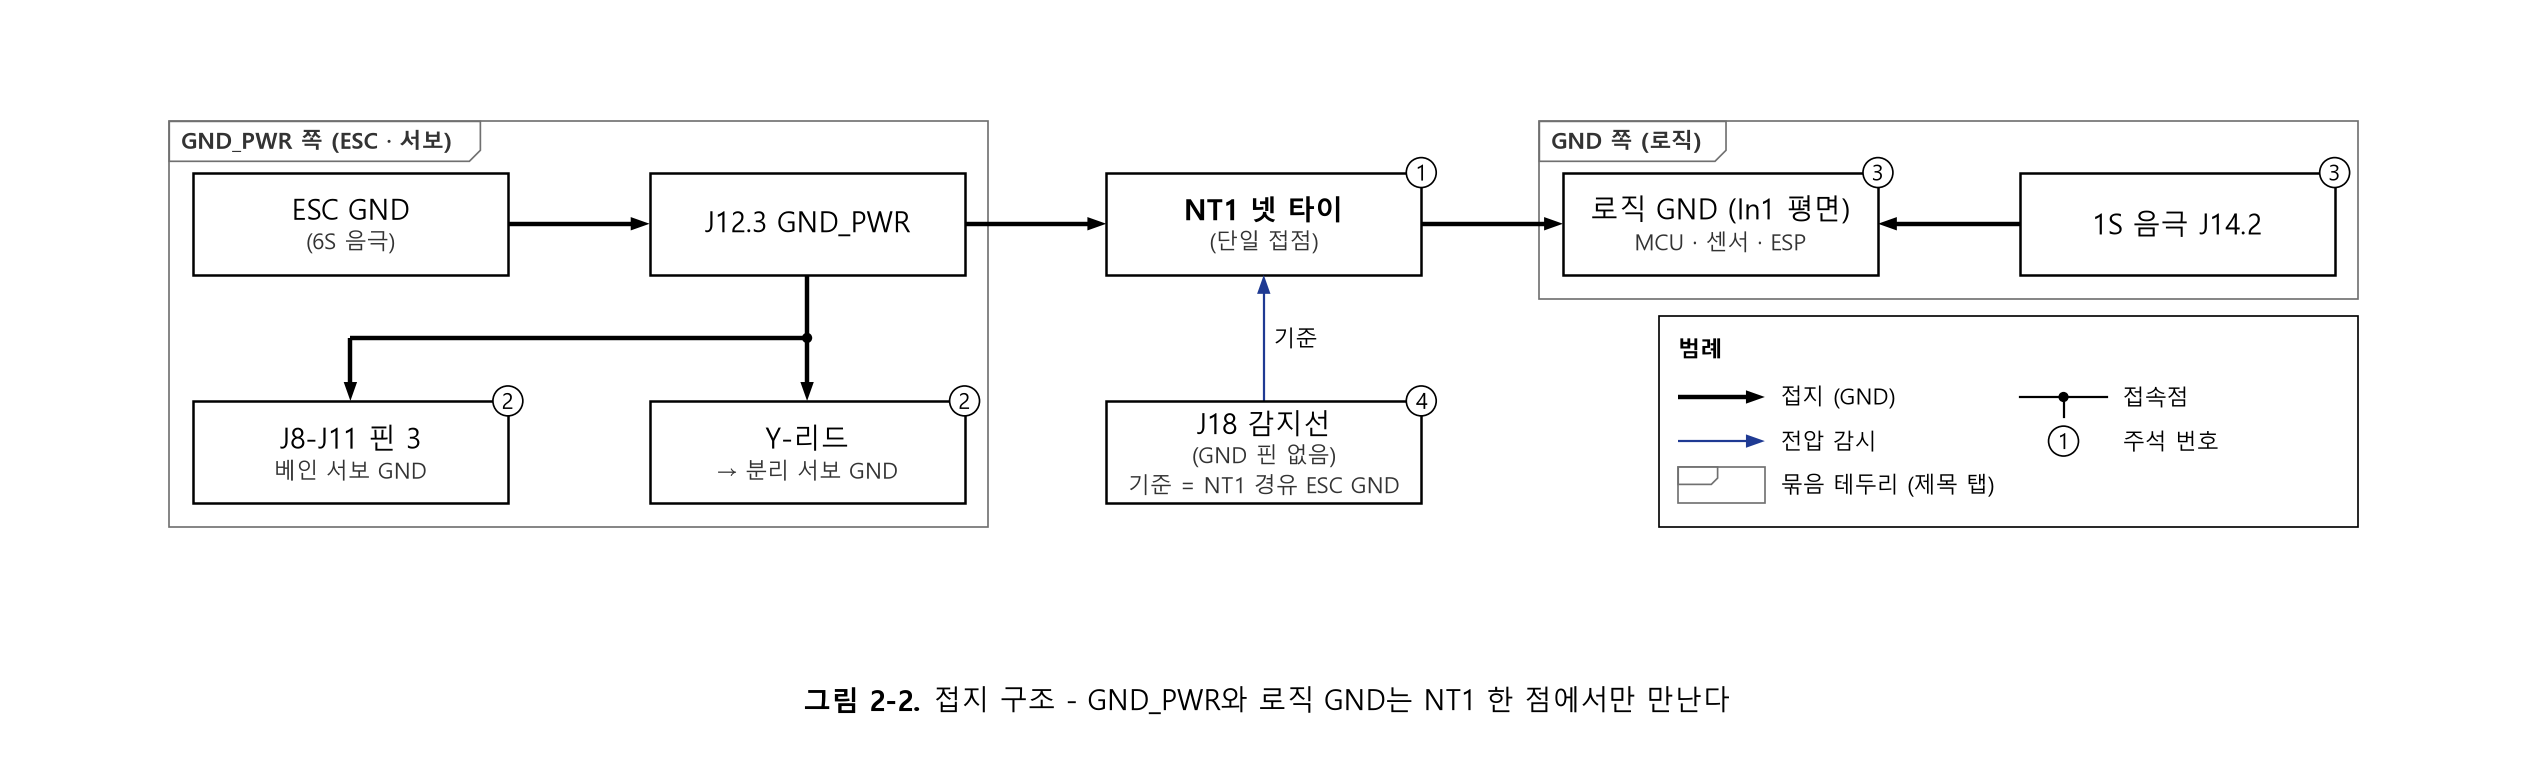 GND_PWR 쪽 (ESC · 서보)
ESC GND
(6S 음극)
J12.3 GND_PWR
J8-J11 핀 3
베인 서보 GND
2
Y-리드
→ 분리 서보 GND
2
NT1 넷 타이
(단일 접점)
1
기준
J18 감지선
(GND 핀 없음)
기준 = NT1 경유 ESC GND
4
GND 쪽 (로직)
로직 GND (In1 평면)
MCU · 센서 · ESP
3
1S 음극 J14.2
3
범례
접지 (GND)
접속점
전압 감시
1 주석 번호
묶음 테두리 (제목 탭)
그림 2-2. 접지 구조 - GND_PWR와 로직 GND는 NT1 한 점에서만 만난다